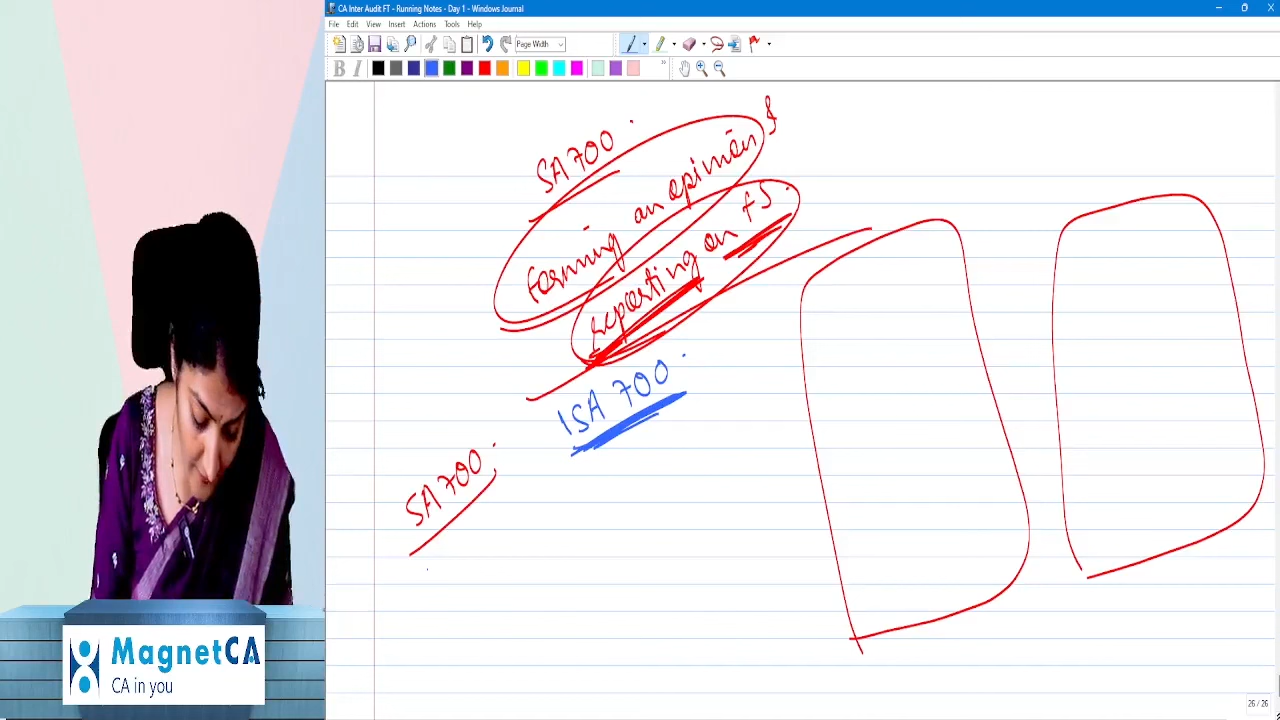 CA Inter Audit FT - Running Notes - Day 1 - Windows Journal
File Edit View Insert Actions Tools Help
Page Width
B I
SA 700.
forming an opinion &
reporting on FS.
ISA 700.
SA 700.
MagnetCA
CA in you
26 / 26